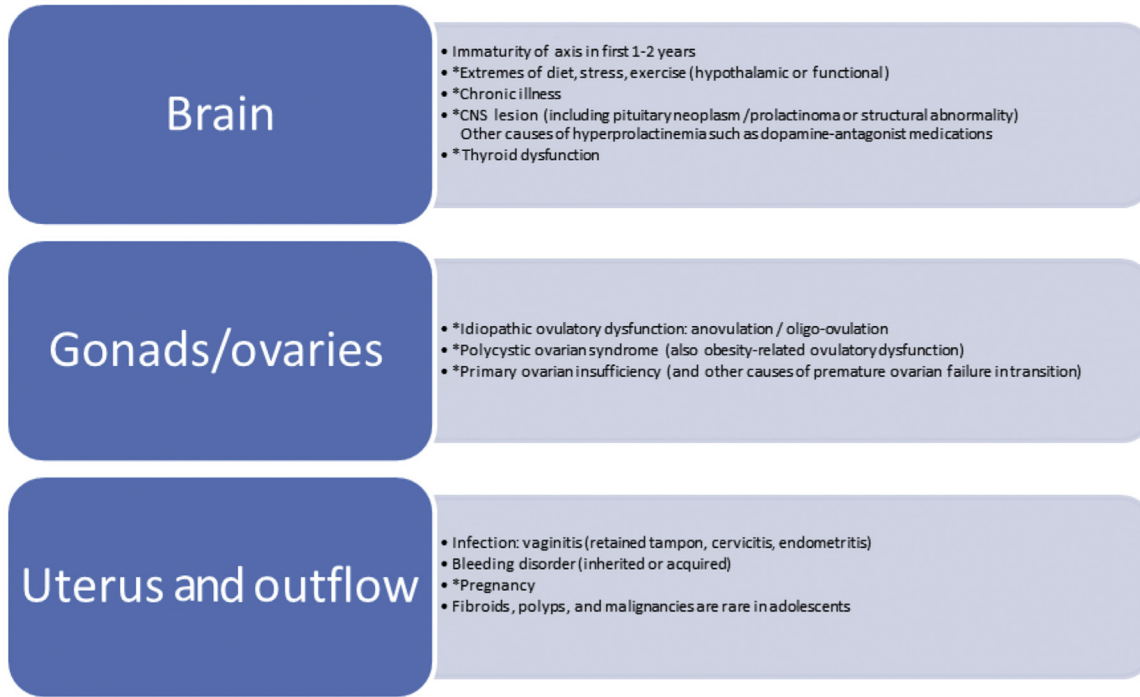 Brain
• Immaturity of axis in first 1-2 years
• *Extremes of diet, stress, exercise (hypothalamic or functional)
• *Chronic illness
• *CNS lesion (including pituitary neoplasm /prolactinoma or structural abnormality)
Other causes of hyperprolactinemia such as dopamine-antagonist medications
• *Thyroid dysfunction
Gonads/ovaries
• *Idiopathic ovulatory dysfunction: anovulation / oligo-ovulation
• *Polycystic ovarian syndrome (also obesity-related ovulatory dysfunction)
• *Primary ovarian insufficiency (and other causes of premature ovarian failure in transition)
Uterus and outflow
• Infection: vaginitis (retained tampon, cervicitis, endometritis)
• Bleeding disorder (inherited or acquired)
• *Pregnancy
• Fibroids, polyps, and malignancies are rare in adolescents